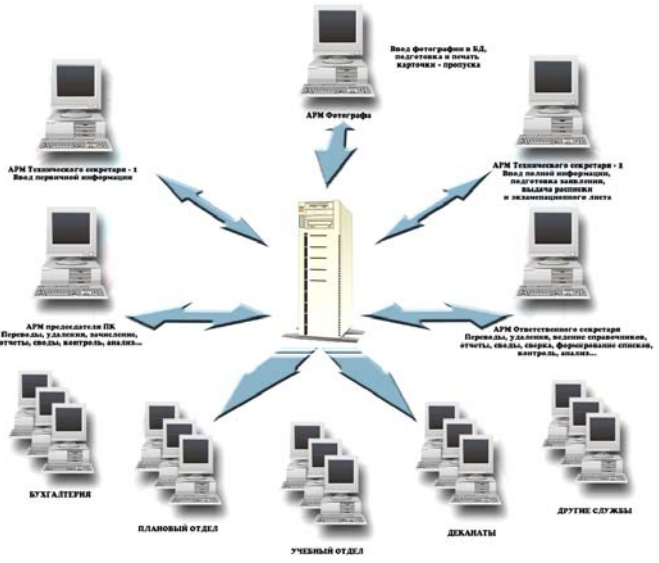 Ввод фотографии в БД,
подготовка и печать
карточки - пропуска
АРМ Фотографа
АРМ Технического секретаря - 1
Ввод первичной информации
АРМ Технического секретаря - 2
Ввод полной информации,
подготовка заявления,
выдача расписки
и экзаменационного листа
АРМ председателя ПК
Переводы, удаления, зачисление,
отчеты, своды, контроль, анализ...
АРМ Ответственного секретаря
Переводы, удаления, ведение справочников,
отчеты, своды, сверка, формирование списков,
контроль, анализ...
БУХГАЛТЕРИЯ
ПЛАНОВЫЙ ОТДЕЛ
УЧЕБНЫЙ ОТДЕЛ
ДЕКАНАТЫ
ДРУГИЕ СЛУЖБЫ